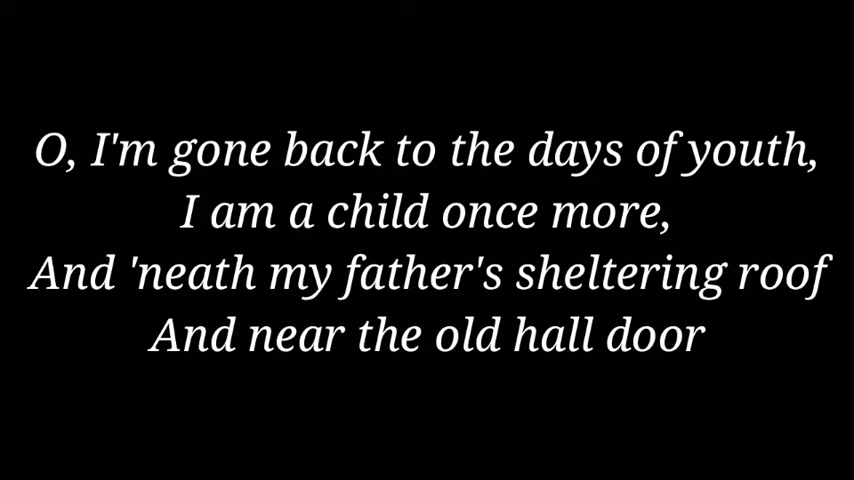 O, I'm gone back to the days of youth,
I am a child once more,
And 'neath my father's sheltering roof
And near the old hall door